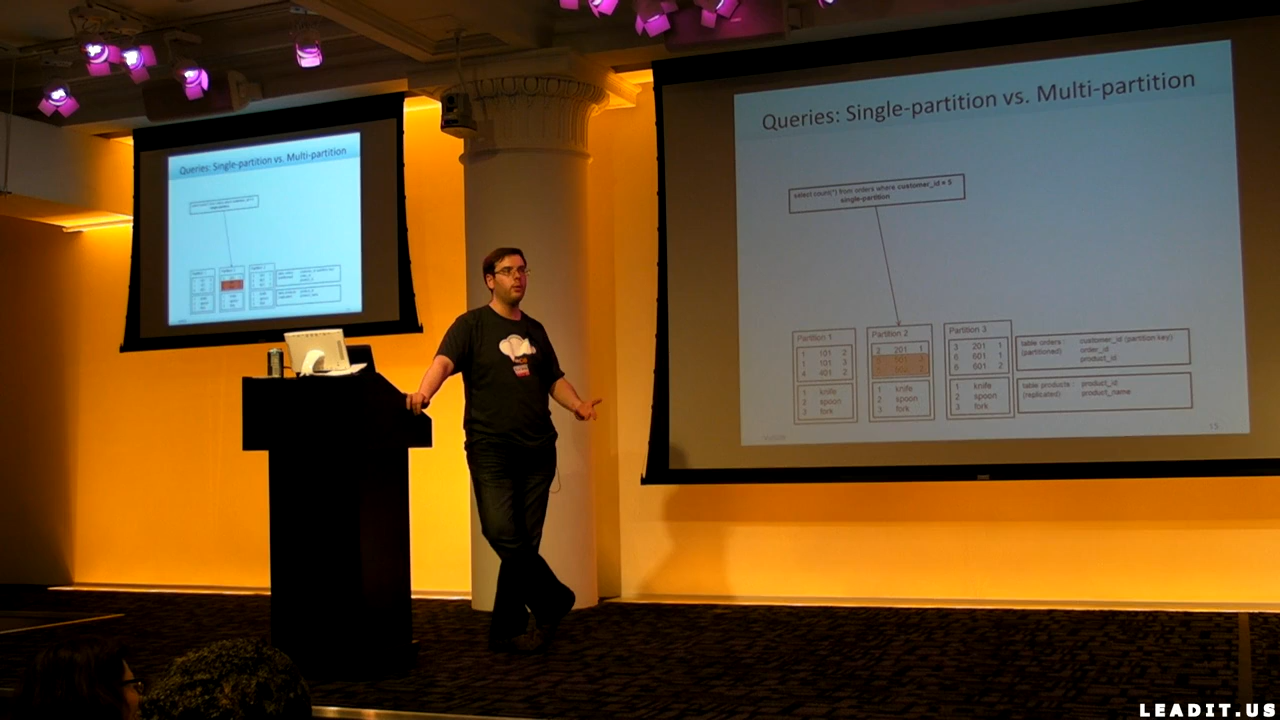 Queries: Single-partition vs. Multi-partition
Queries: Single-partition vs. Multi-partition
select count(*) from orders where customer_id = 5
single-partition
Partition 1
1 101 2
1 101 3
4 401 2
1 knife
2 spoon
3 fork
Partition 2
2 201 1
1 knife
2 spoon
3 fork
Partition 3
3 201 1
6 601 1
6 601 2
1 knife
2 spoon
3 fork
table orders : customer_id (partition key)
(partitioned) order_id
product_id
table products : product_id
(replicated) product_name
15
LEADIT.US